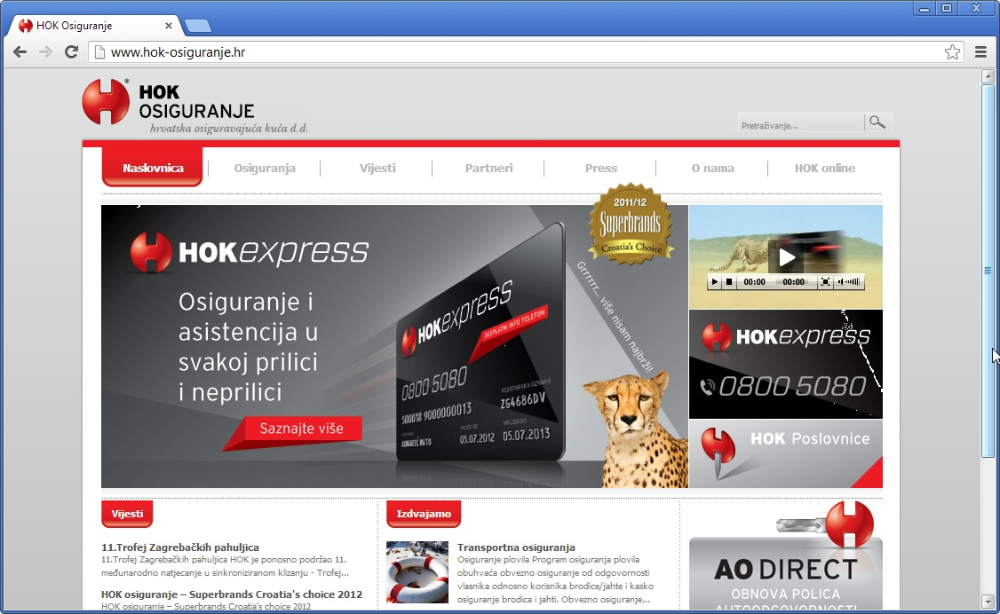 HOK Osiguranje
www.hok-osiguranje.hr
HOK
OSIGURANJE
hrvatska osiguravajuća kuća d.d.
Pretraživanje...
Naslovnica
Osiguranja
Vijesti
Partneri
Press
O nama
HOK online
HOKexpress
Osiguranje i
asistencija u
svakoj prilici
i neprilici
Saznajte više
2011/12
Superbrands
Croatia's Choice
Grrrrrr... više nisam najbrži!
HOKexpress
BESPLATNI INFO TELEFON
0800 5080
REGISTARSKA OZNAKA
ZG4686DV
500018 9000000013
VRIJEDI OD
05.07.2012
VRIJEDI DO
05.07.2013
00:00
00:00
HOKexpress
0800 5080
HOK Poslovnice
Vijesti
11.Trofej Zagrebačkih pahuljica
11.Trofej Zagrebačkih pahuljica HOK je ponosno podržao 11.
međunarodno natjecanje u sinkroniziranom klizanju - Trofej...
HOK osiguranje – Superbrands Croatia's choice 2012
HOK osiguranje – Superbrands Croatia's choice 2012
Izdvajamo
Transportna osiguranja
Osiguranje plovila Program osiguranja plovila
obuhvaća obvezno osiguranje od odgovornosti
vlasnika odnosno korisnika brodice/jahte i kasko
osiguranje brodica i jahti. Obvezno osiguranje...
AO DIRECT
OBNOVA POLICA
AUTOODGOVORNOSTI